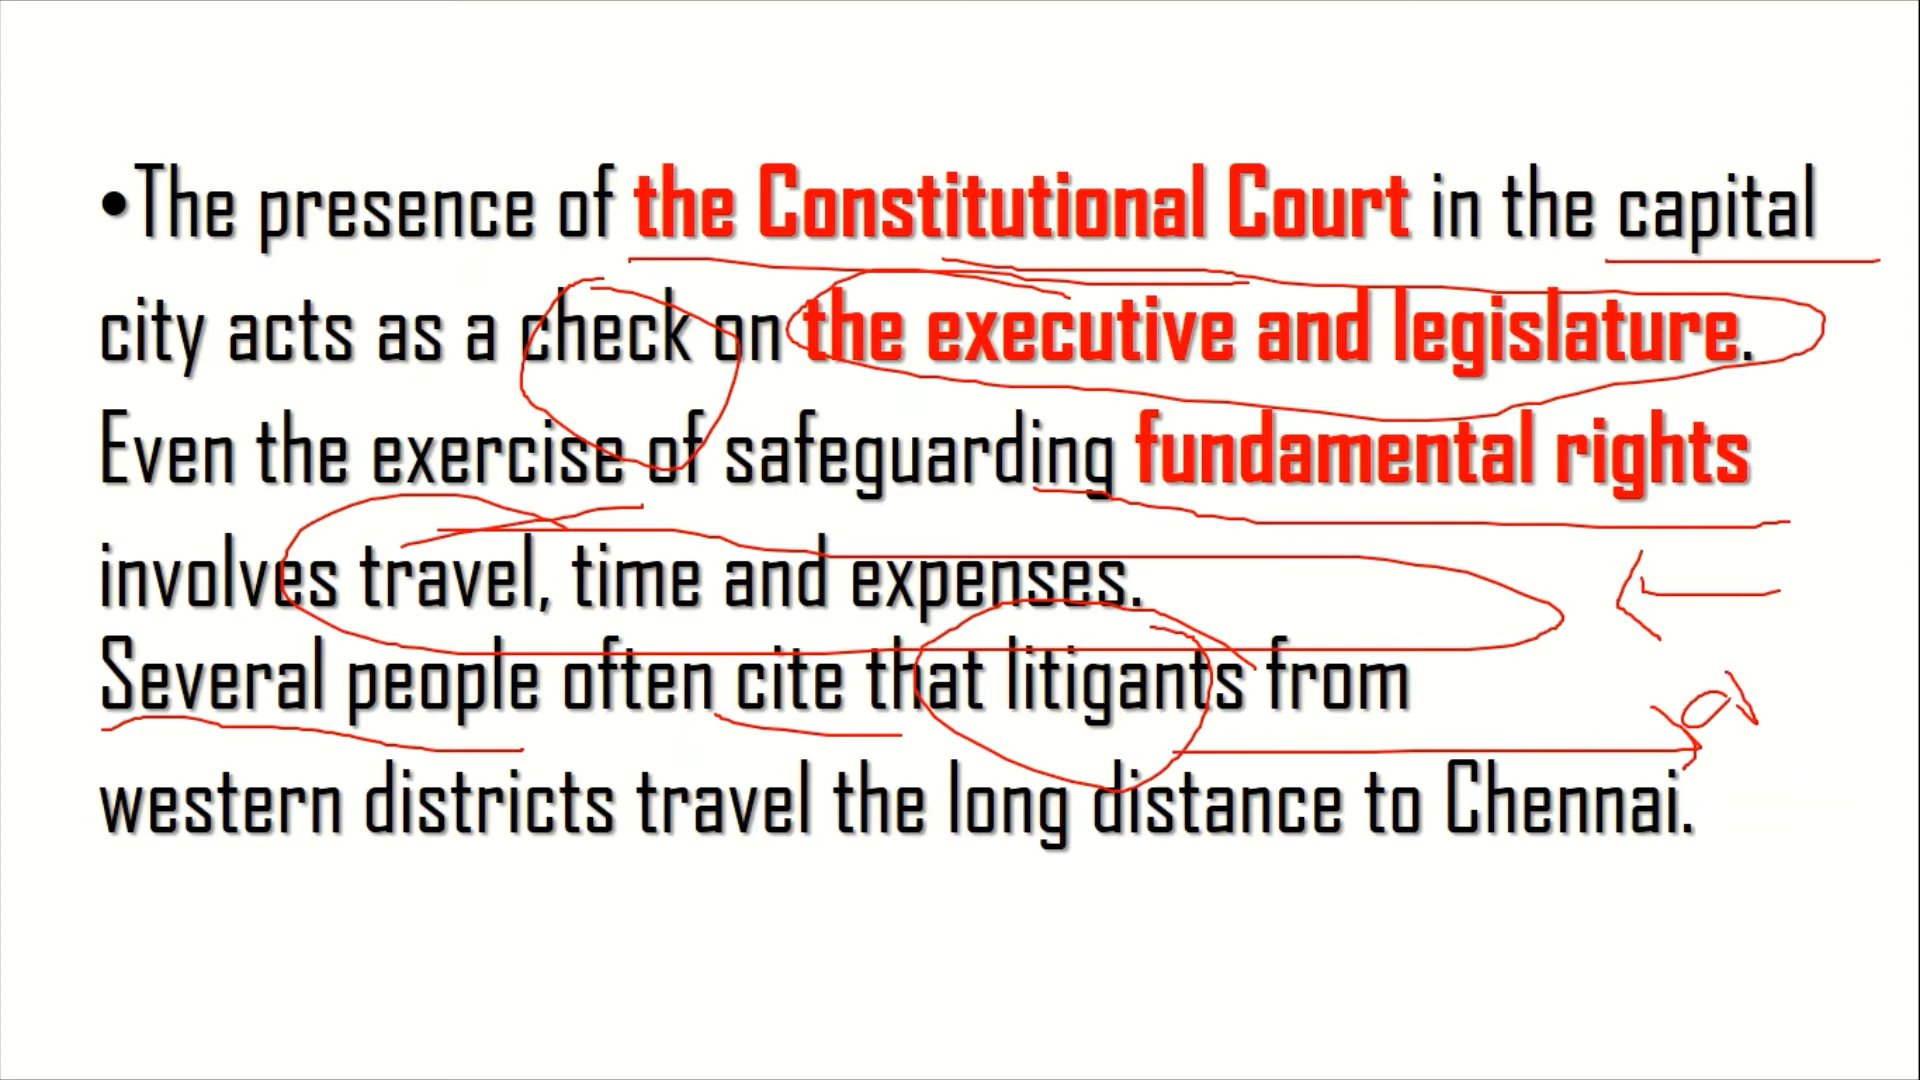 •The presence of the Constitutional Court in the capital
city acts as a check on the executive and legislature.
Even the exercise of safeguarding fundamental rights
involves travel, time and expenses.
Several people often cite that litigants from
western districts travel the long distance to Chennai.